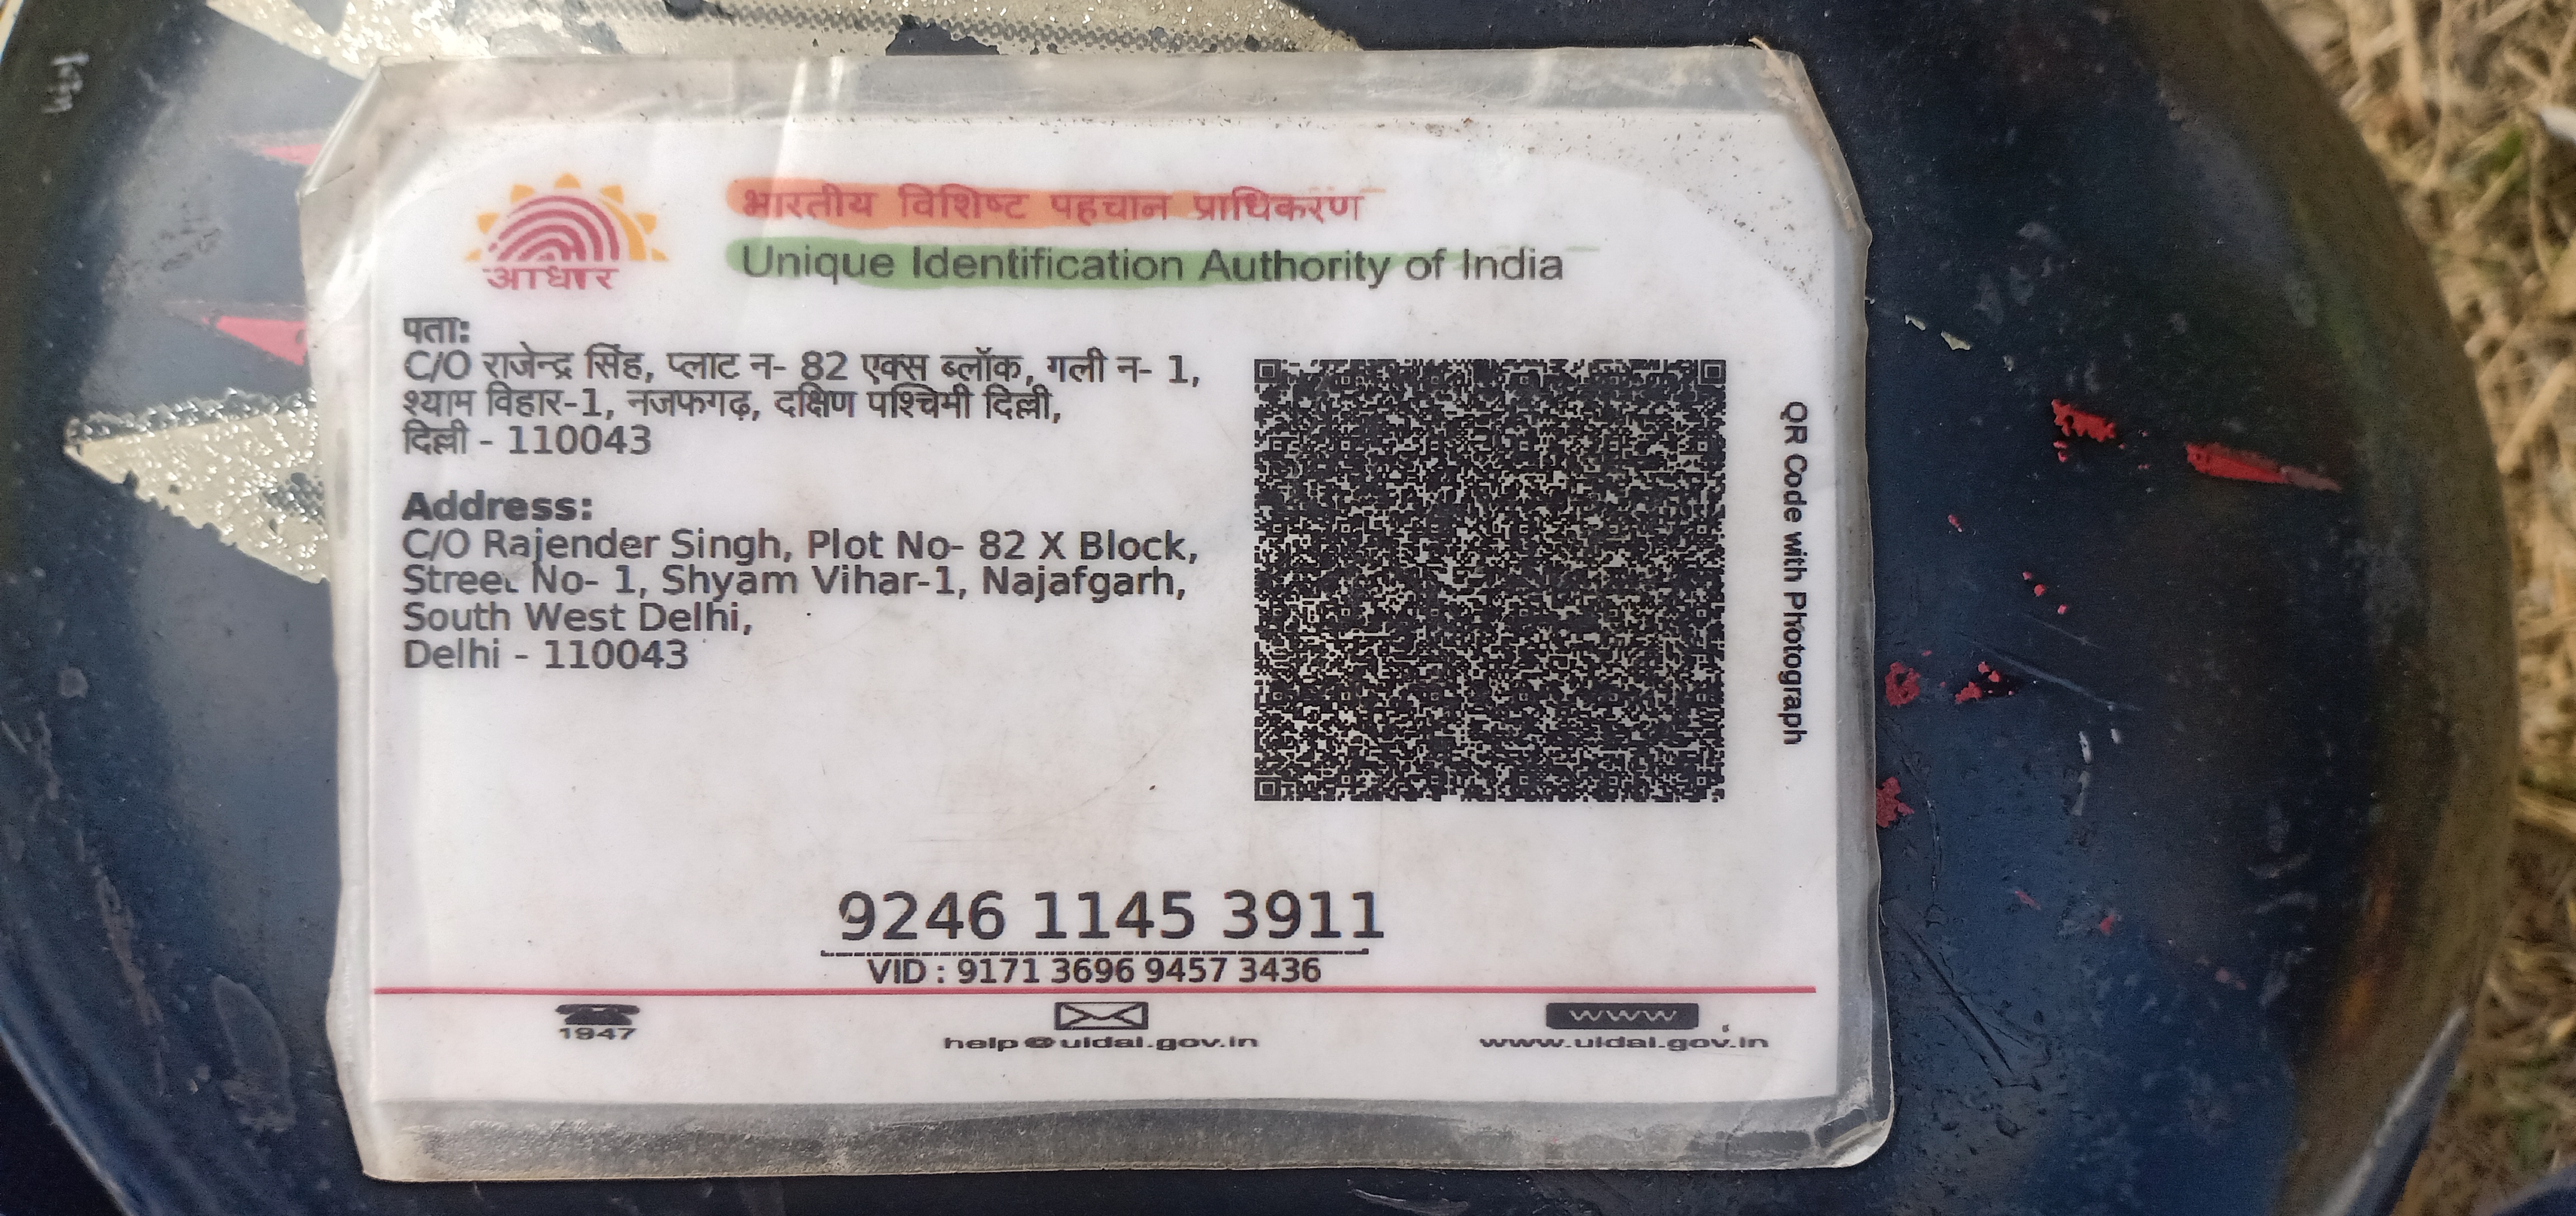 आधार
भारतीय विशिष्ट पहचान प्राधिकरण
Unique Identification Authority of India
पता:
C/O राजेन्द्र सिंह, प्लाट न- 82 एक्स ब्लॉक, गली न- 1,
श्याम विहार-1, नजफगढ़, दक्षिण पश्चिमी दिल्ली,
दिल्ली - 110043
Address:
C/O Rajender Singh, Plot No- 82 X Block,
Street No- 1, Shyam Vihar-1, Najafgarh,
South West Delhi,
Delhi - 110043
QR Code with Photograph
9246 1145 3911
VID : 9171 3696 9457 3436
1947
help@uidai.gov.in
www
www.uidai.gov.in